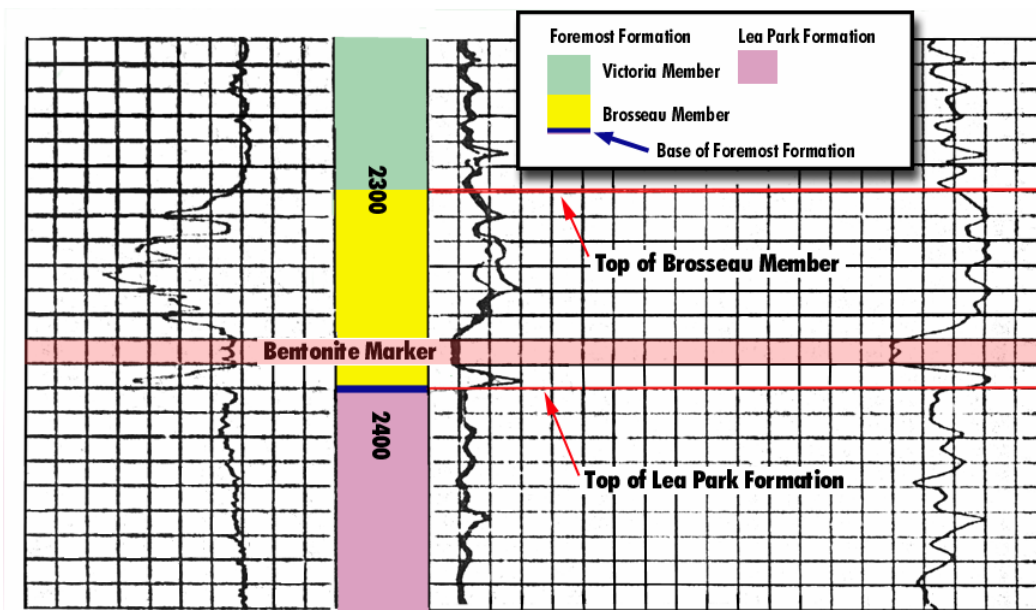 Foremost Formation
Lea Park Formation
Victoria Member
Brosseau Member
Base of Foremost Formation
2300
Top of Brosseau Member
Bentonite Marker
2400
Top of Lea Park Formation